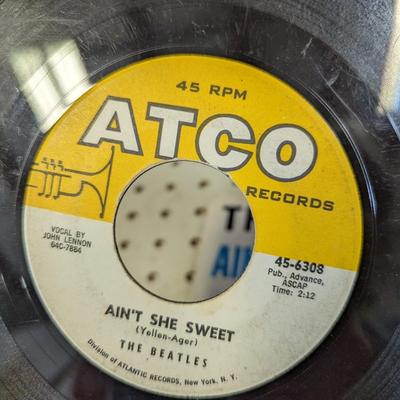 45 RPM
ATCO
RECORDS
VOCAL BY
JOHN LENNON
64C-7884
45-6308
Pub., Advance,
ASCAP
Time: 2:12
AIN'T SHE SWEET
(Yellen-Ager)
THE BEATLES
Division of ATLANTIC RECORDS, New York, N. Y.